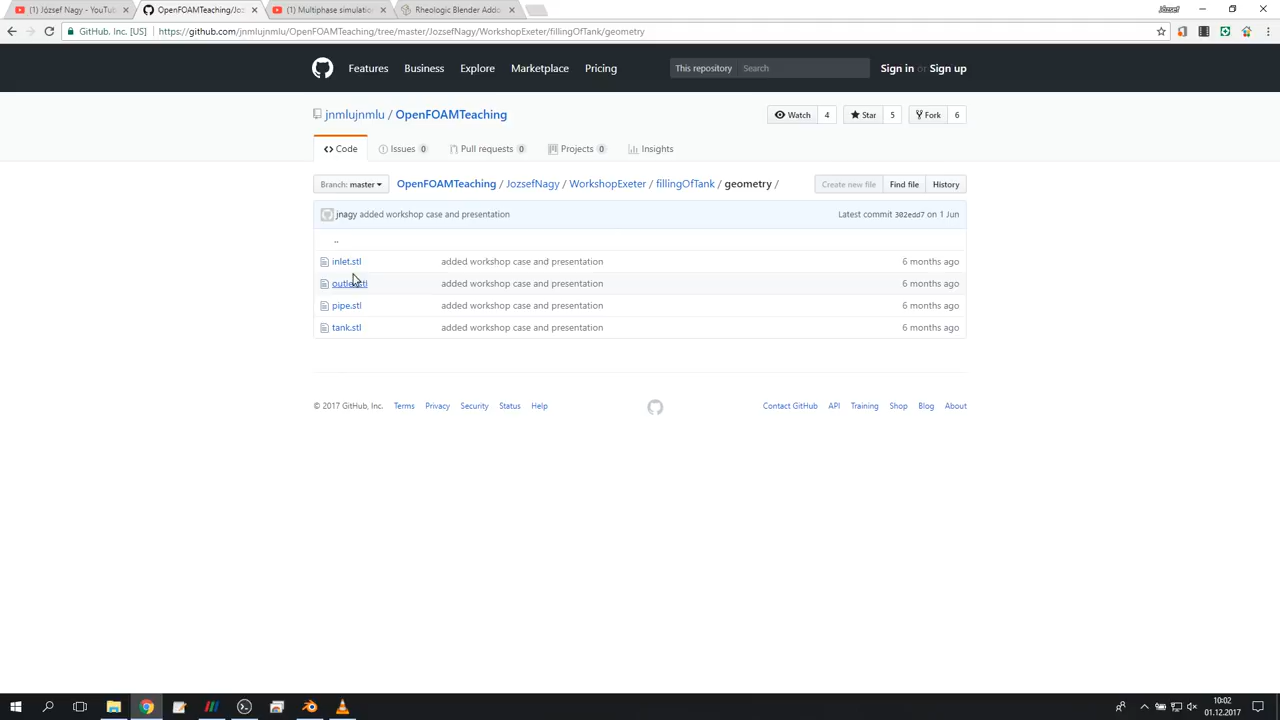 (1) József Nagy - YouTu
OpenFOAMTeaching/Joz
(1) Multiphase simulatio
Rheologic Blender Addo
József
GitHub, Inc. [US] https://github.com/jnmlujnmlu/OpenFOAMTeaching/tree/master/JozsefNagy/WorkshopExeter/fillingOfTank/geometry
Features Business Explore Marketplace Pricing This repository Search Sign in or Sign up
jnmlujnmlu / OpenFOAMTeaching Watch 4 Star 5 Fork 6
Code Issues 0 Pull requests 0 Projects 0 Insights
Branch: master OpenFOAMTeaching / JozsefNagy / WorkshopExeter / fillingOfTank / geometry / Create new file Find file History
jnagy added workshop case and presentation Latest commit 302edd7 on 1 Jun
..
inlet.stl added workshop case and presentation 6 months ago
outlet.stl added workshop case and presentation 6 months ago
pipe.stl added workshop case and presentation 6 months ago
tank.stl added workshop case and presentation 6 months ago
© 2017 GitHub, Inc. Terms Privacy Security Status Help Contact GitHub API Training Shop Blog About
10:02
01.12.2017